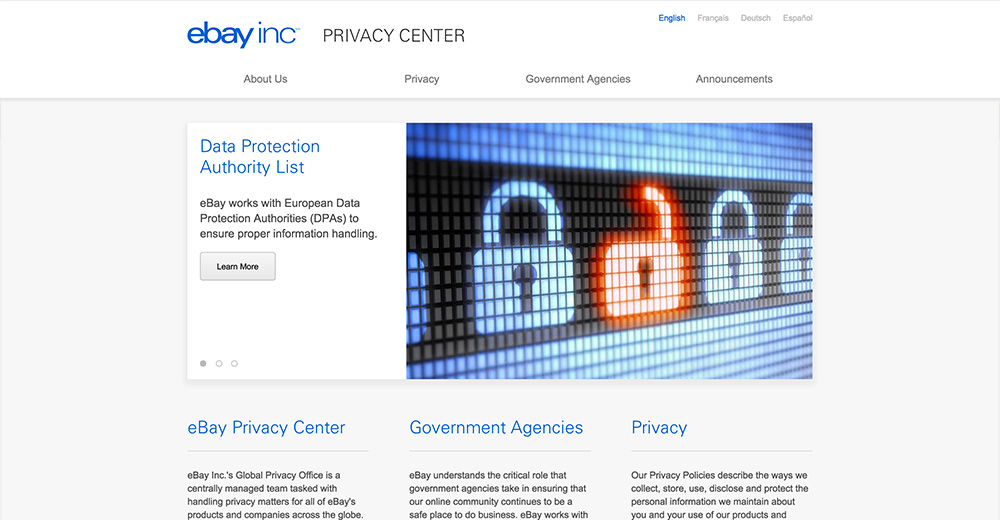 English Français Deutsch Español
ebay inc™ PRIVACY CENTER
About Us Privacy Government Agencies Announcements
Data Protection
Authority List
eBay works with European Data
Protection Authorities (DPAs) to
ensure proper information handling.
Learn More
eBay Privacy Center
eBay Inc.'s Global Privacy Office is a
centrally managed team tasked with
handling privacy matters for all of eBay's
products and companies across the globe.
Government Agencies
eBay understands the critical role that
government agencies take in ensuring that
our online community continues to be a
safe place to do business. eBay works with
Privacy
Our Privacy Policies describe the ways we
collect, store, use, disclose and protect the
personal information we maintain about
you and your use of our products and